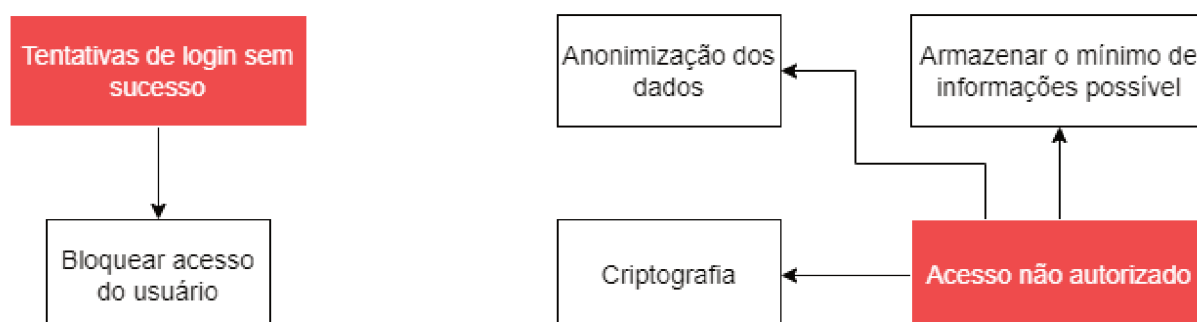 Tentativas de login sem
sucesso
Anonimização dos
dados
Armazenar o mínimo de
informações possível
Bloquear acesso
do usuário
Criptografia
Acesso não autorizado